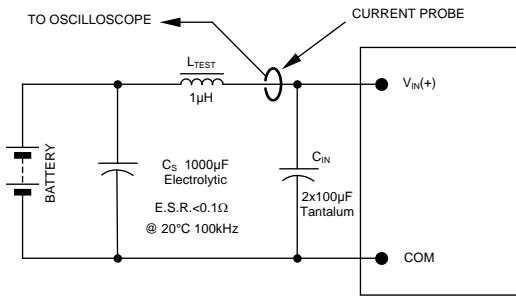 TO OSCILLOSCOPE
CURRENT PROBE
LTEST
1µH
VIN(+)
BATTERY
CS 1000µF
Electrolytic
E.S.R.<0.1Ω
@ 20°C 100kHz
CIN
2x100µF
Tantalum
COM